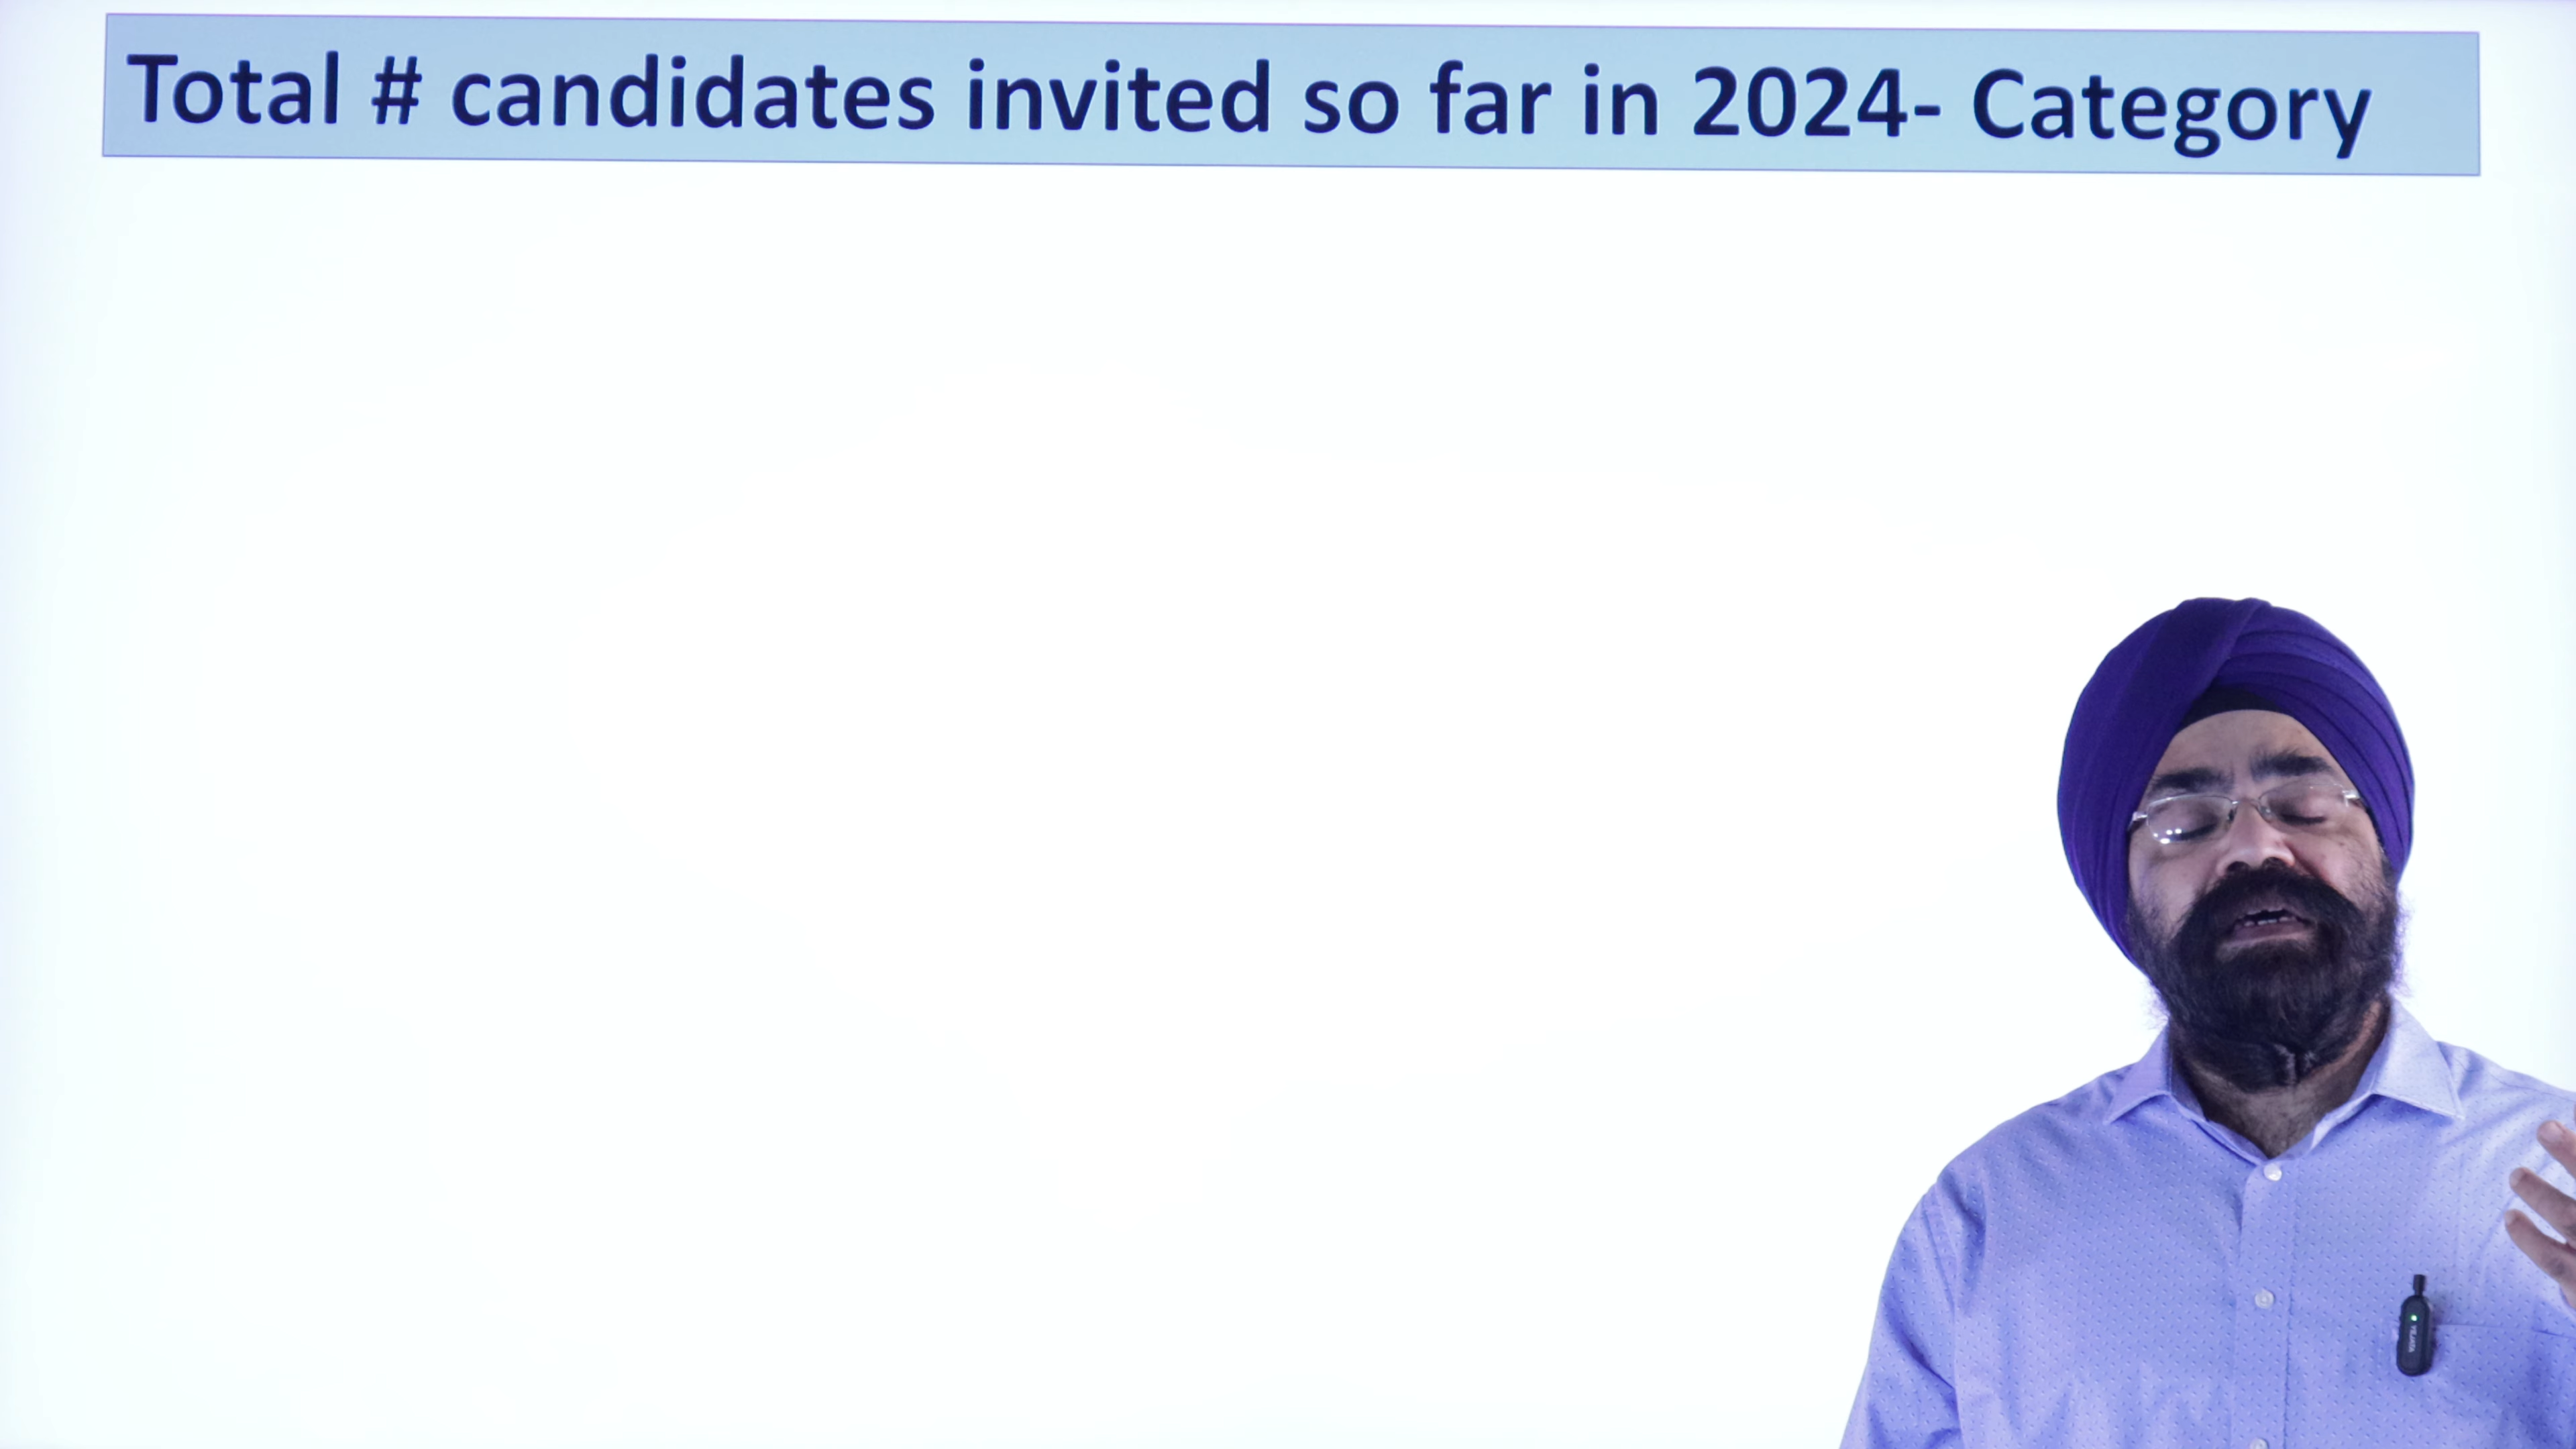 Total # candidates invited so far in 2024- Category